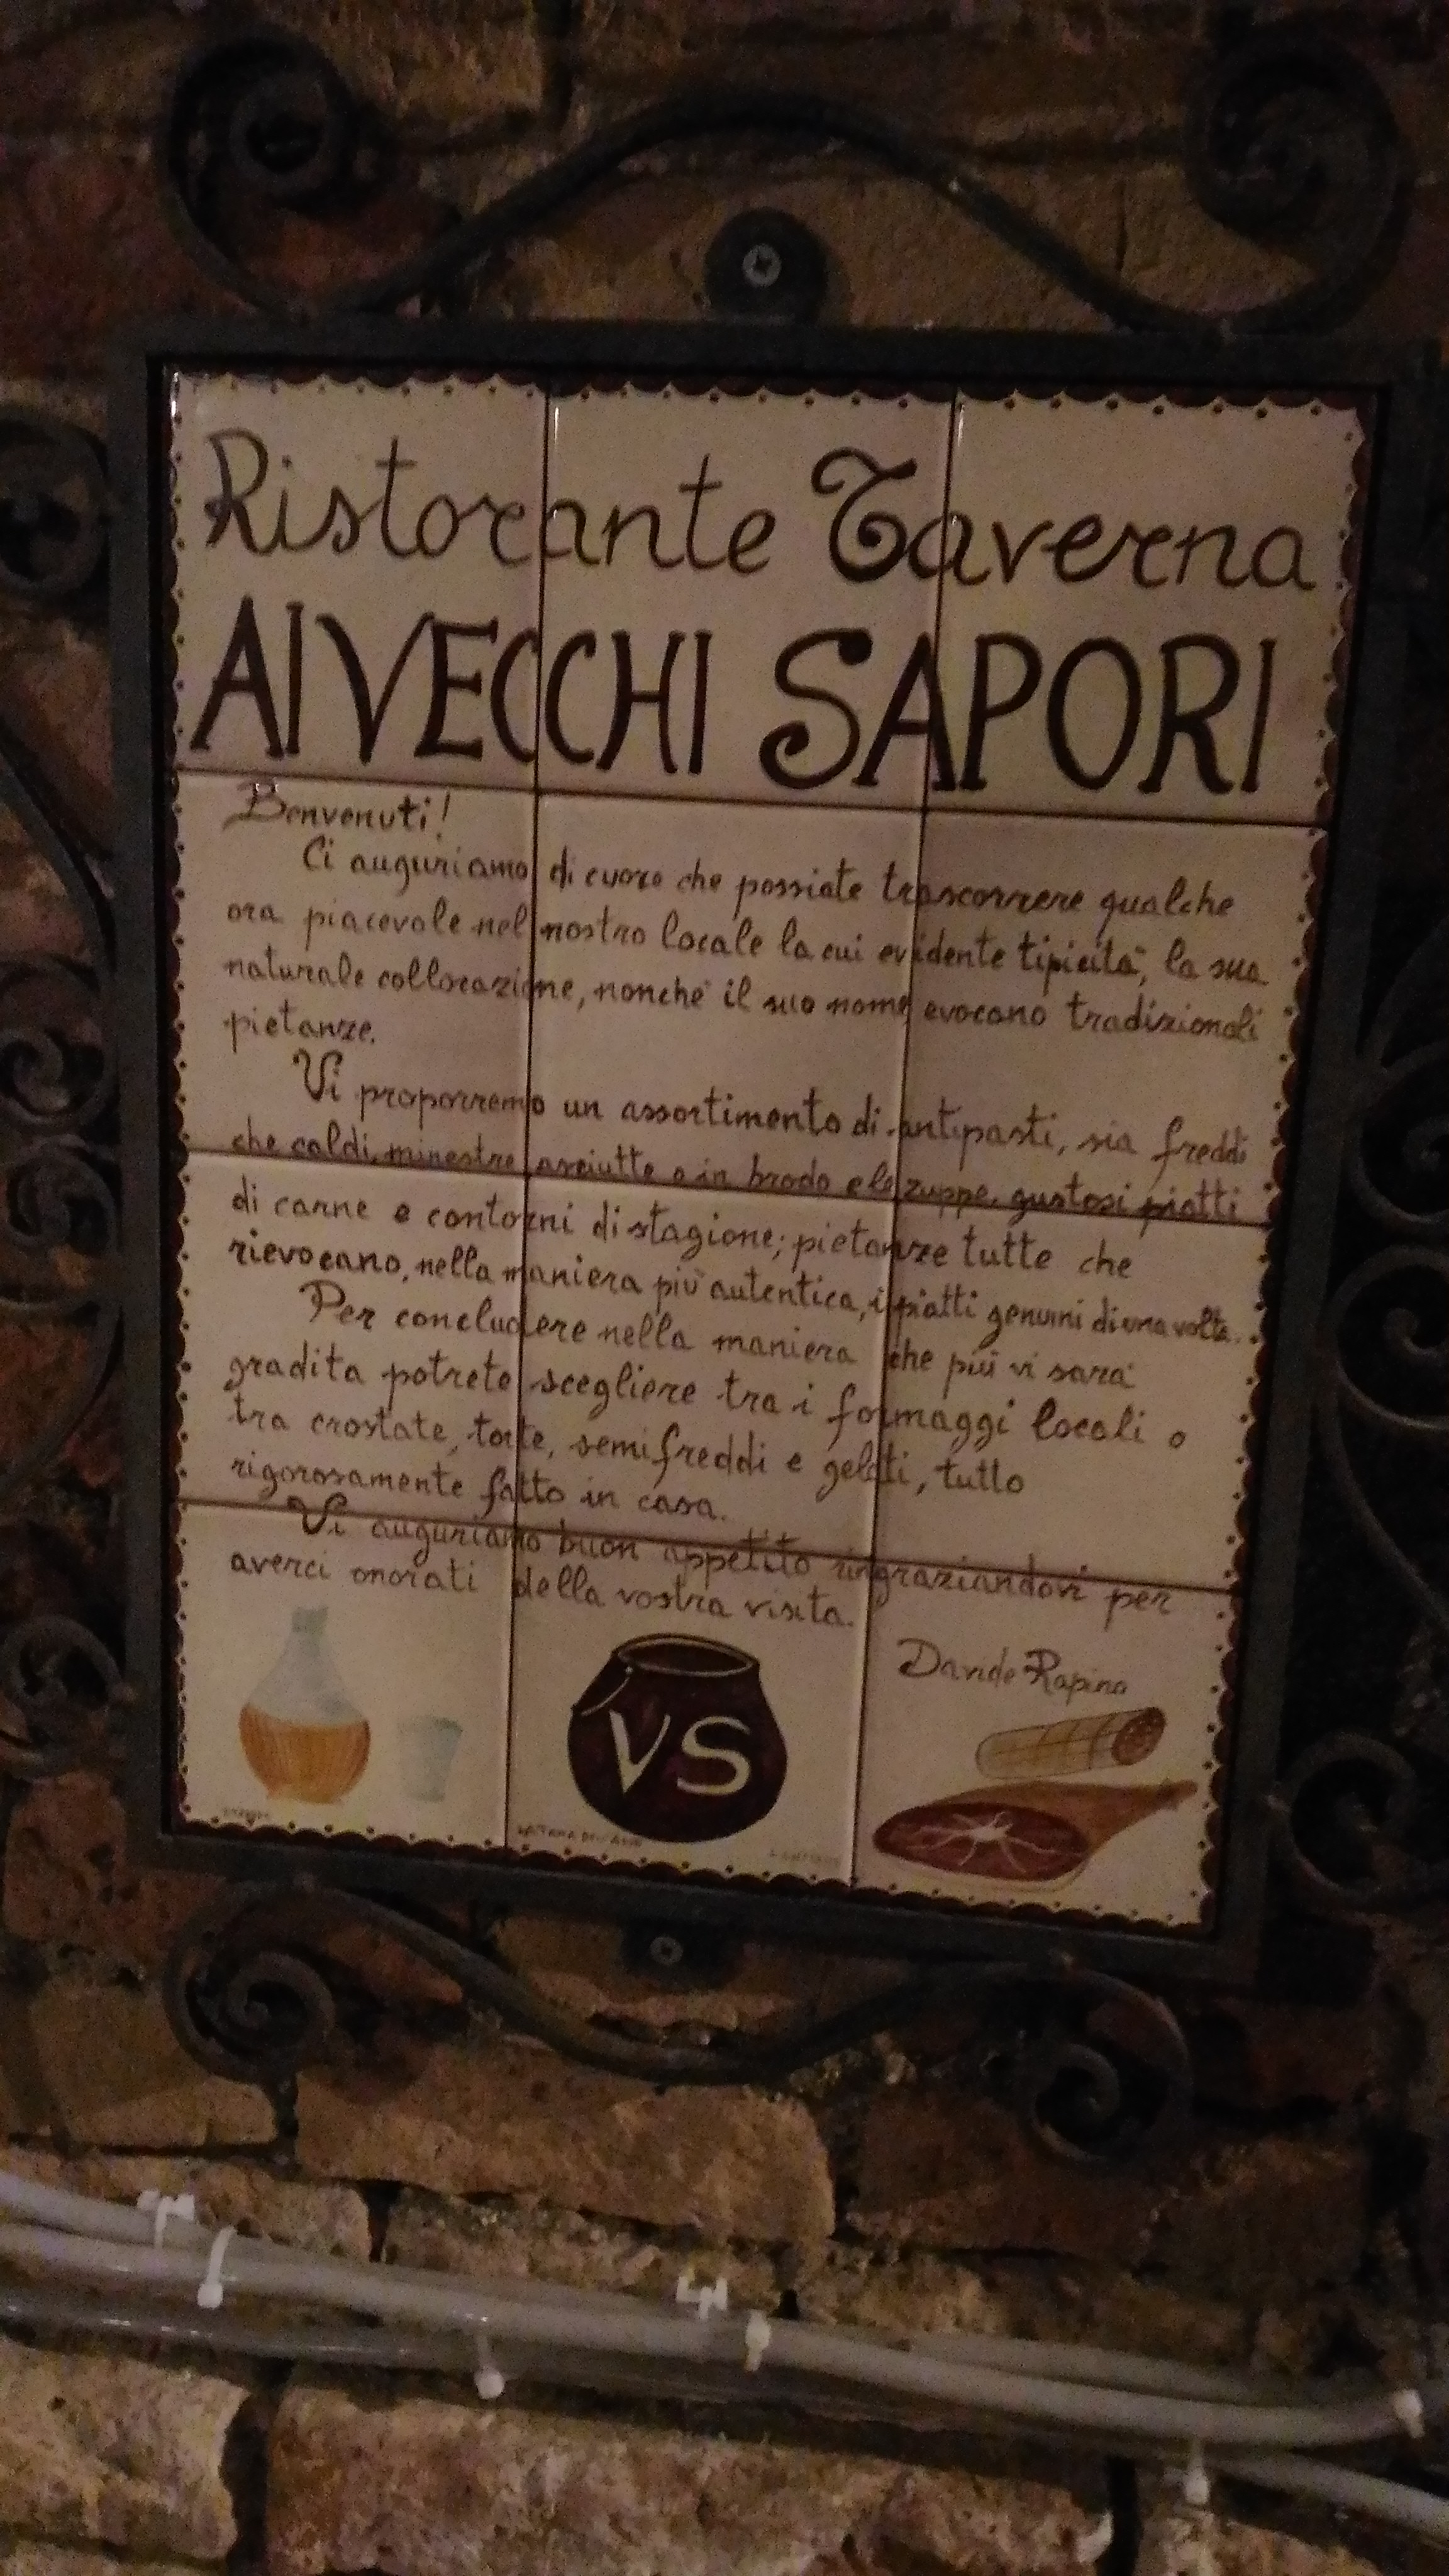 Ristorante Taverna
AI VECCHI SAPORI
Benvenuti!
Ci auguriamo di cuore che possiate trascorrere qualche
ora piacevole nel nostro locale la cui evidente tipicità, la sua
naturale collocazione, nonchè il suo nome evocano tradizionali
pietanze.
Vi proporremo un assortimento di antipasti, sia freddi
che caldi, minestre asciutte o in brodo e le zuppe, gustosi piatti
di carne e contorni di stagione; pietanze tutte che
rievocano, nella maniera più autentica, i piatti genuini di una volta.
Per concludere nella maniera che più vi sarà
gradita potrete scegliere tra i formaggi locali o
tra crostate, torte, semifreddi e gelati, tutto
rigorosamente fatto in casa.
Vi auguriamo buon appetito ringraziandovi per
averci onorati della vostra visita.
Davide Rapino
VS